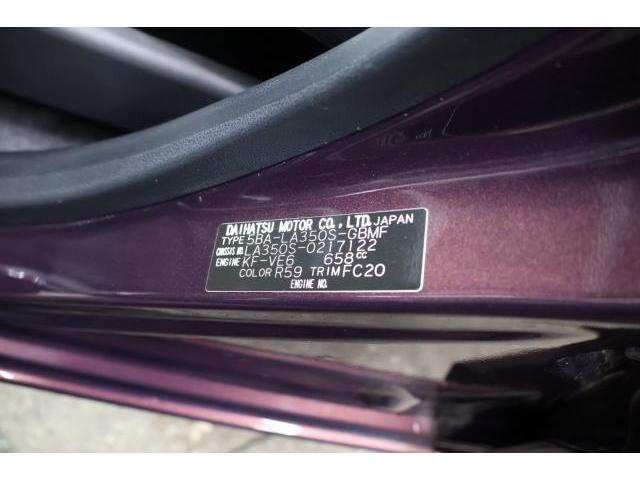 DAIHATSU MOTOR CO., LTD. JAPAN
TYPE 5BA-LA350S-GBMF
CHASSIS NO. LA350S-0217122
ENGINE KF-VE6 658cc
COLOR R59 TRIM FC20
ENGINE NO.